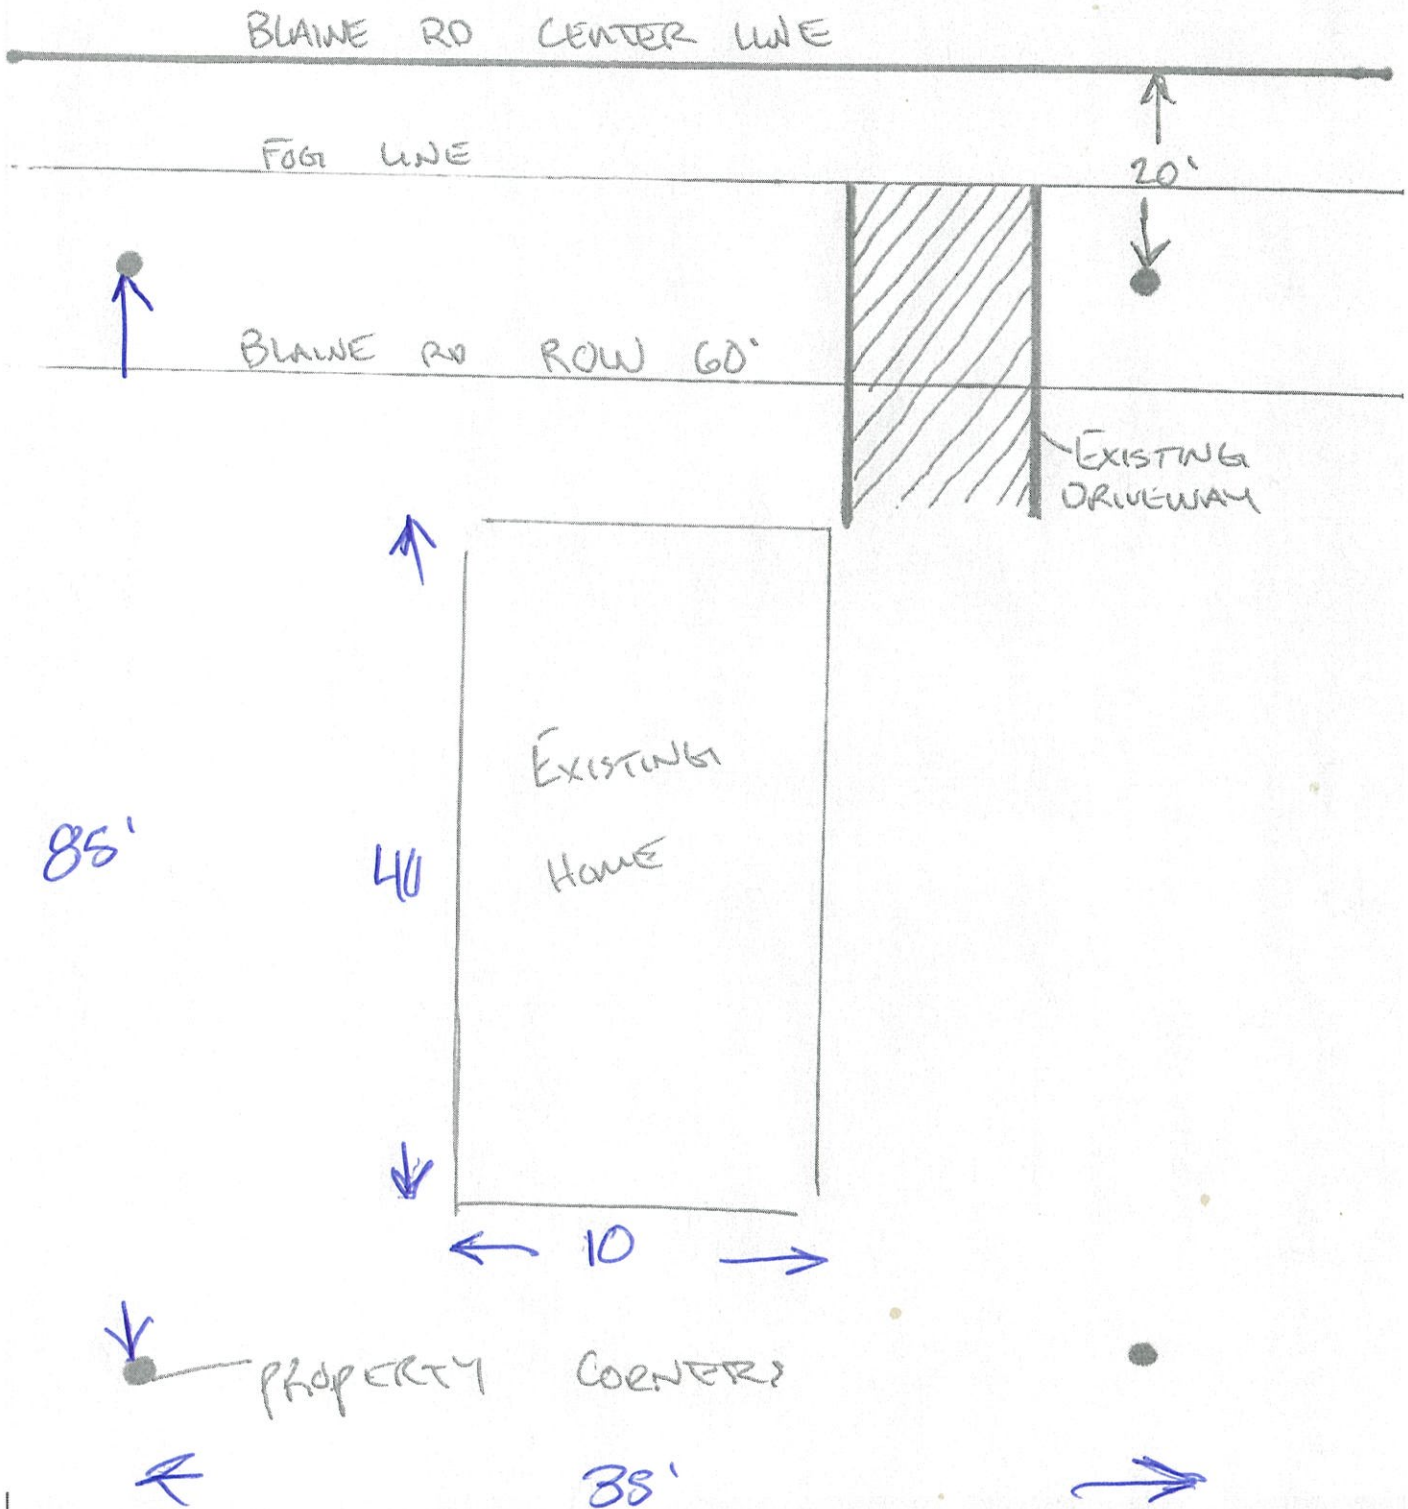 BLAINE RD CENTER LINE
FOG LINE
20'
BLAINE RD ROW 60'
EXISTING
DRIVEWAY
EXISTING
HOME
85'
40
10
PROPERTY CORNERS
35'